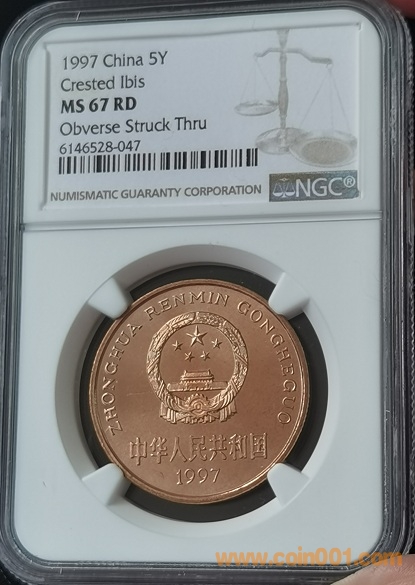 1997 China 5Y
Crested Ibis
MS 67 RD
Obverse Struck Thru
6146528-047
NUMISMATIC GUARANTY CORPORATION
NGC®
ZHONGHUA RENMIN GONGHEGUO
中华人民共和国
1997
www.coin001.com